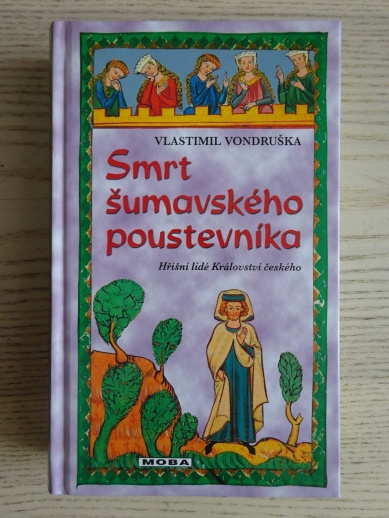 VLASTIMIL VONDRUŠKA
Smrt
šumavského
poustevníka
Hříšní lidé Království českého
MOBA